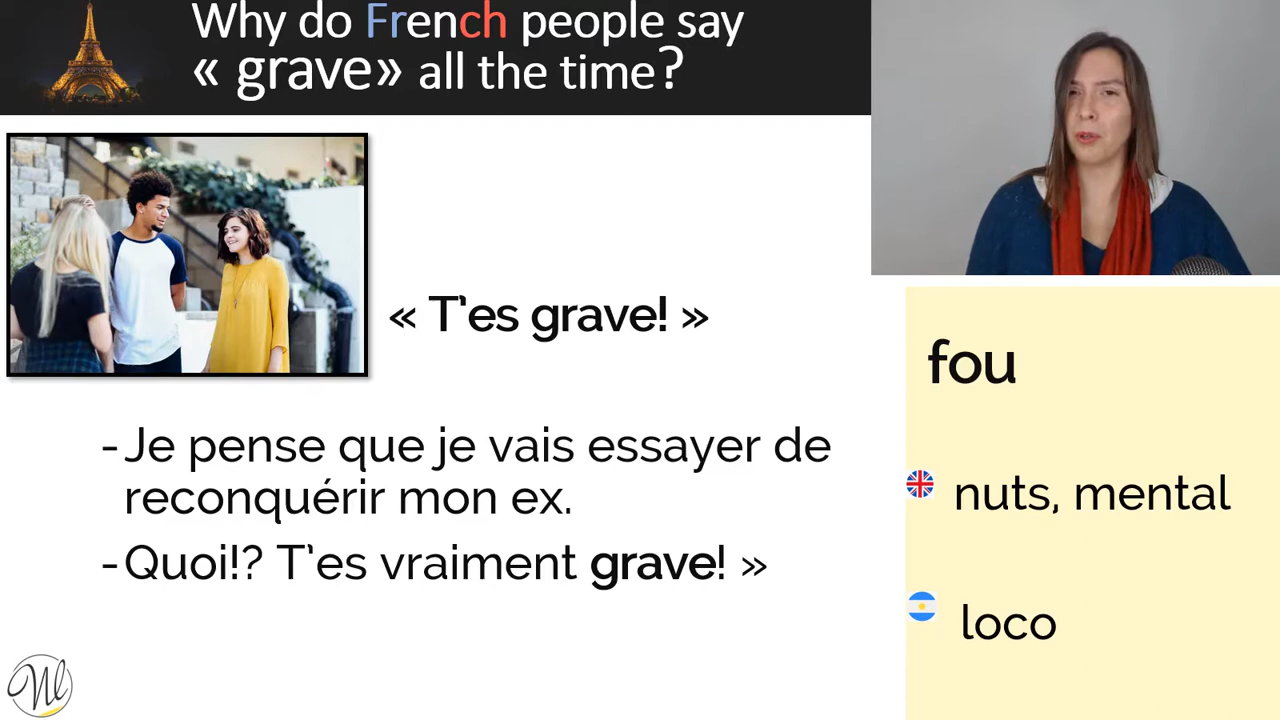 Why do French people say
« grave» all the time?
« T'es grave! »
-Je pense que je vais essayer de
reconquérir mon ex.
-Quoi!? T'es vraiment grave! »
fou
nuts, mental
loco
Nl